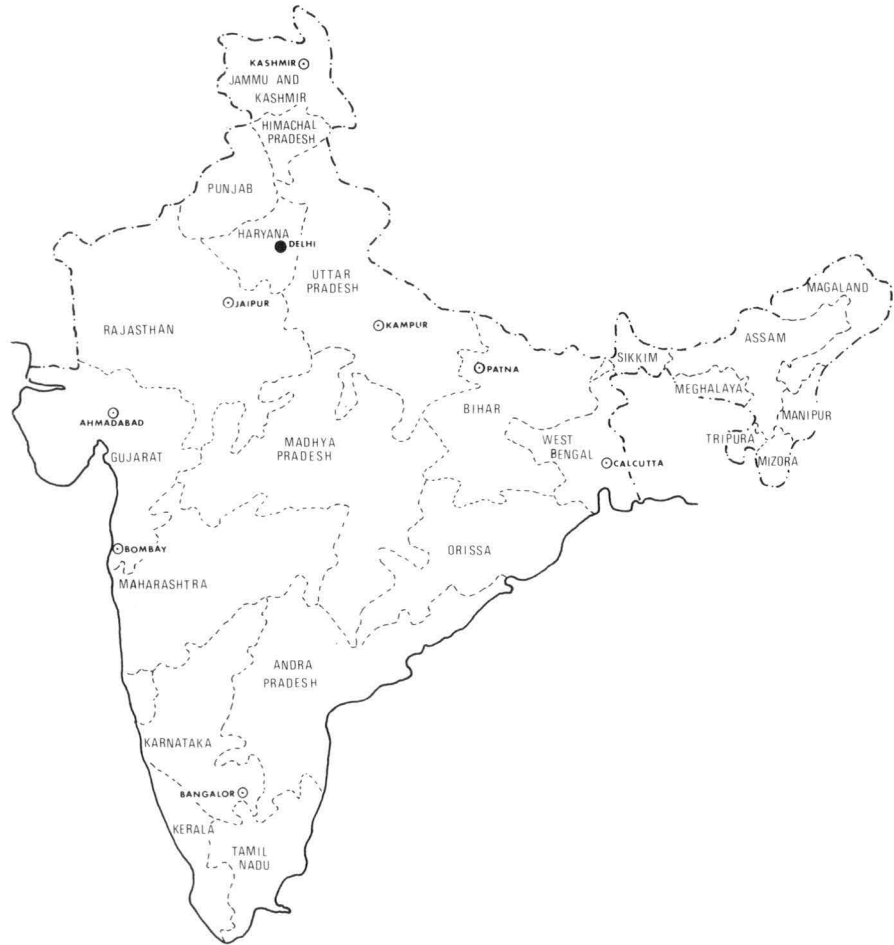 KASHMIR
JAMMU AND
KASHMIR
HIMACHAL
PRADESH
PUNJAB
HARYANA
DELHI
UTTAR
PRADESH
JAIPUR
RAJASTHAN
KAMPUR
MAGALAND
ASSAM
SIKKIM
PATNA
MEGHALAYA
BIHAR
MANIPUR
AHMADABAD
GUJARAT
MADHYA
PRADESH
WEST
BENGAL
CALCUTTA
TRIPURA
MIZORA
BOMBAY
ORISSA
MAHARASHTRA
ANDRA
PRADESH
KARNATAKA
BANGALOR
KERALA
TAMIL
NADU